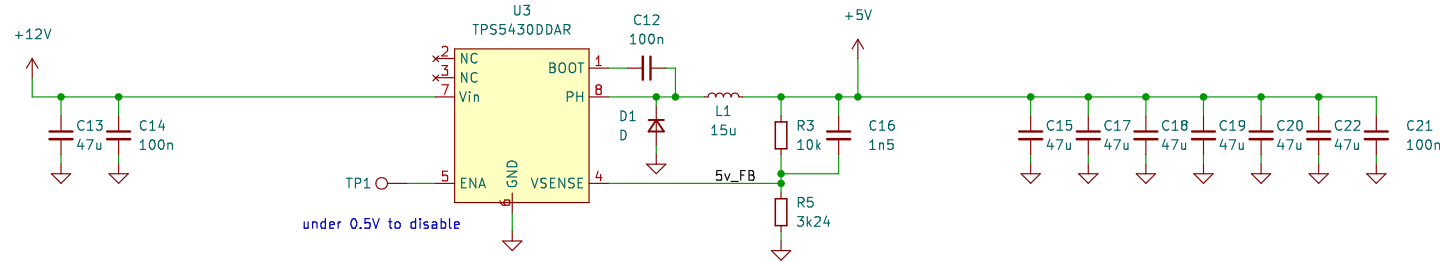 U3
TPS5430DDAR
+12V
+5V
C12
100n
2
NC
3
NC
7
Vin
BOOT
1
PH
8
C13
47u
C14
100n
D1
D
L1
15u
R3
10k
C16
1n5
C15
47u
C17
47u
C18
47u
C19
47u
C20
47u
C22
47u
C21
100n
TP1
5
ENA
GND
6
VSENSE
4
5v_FB
R5
3k24
under 0.5V to disable